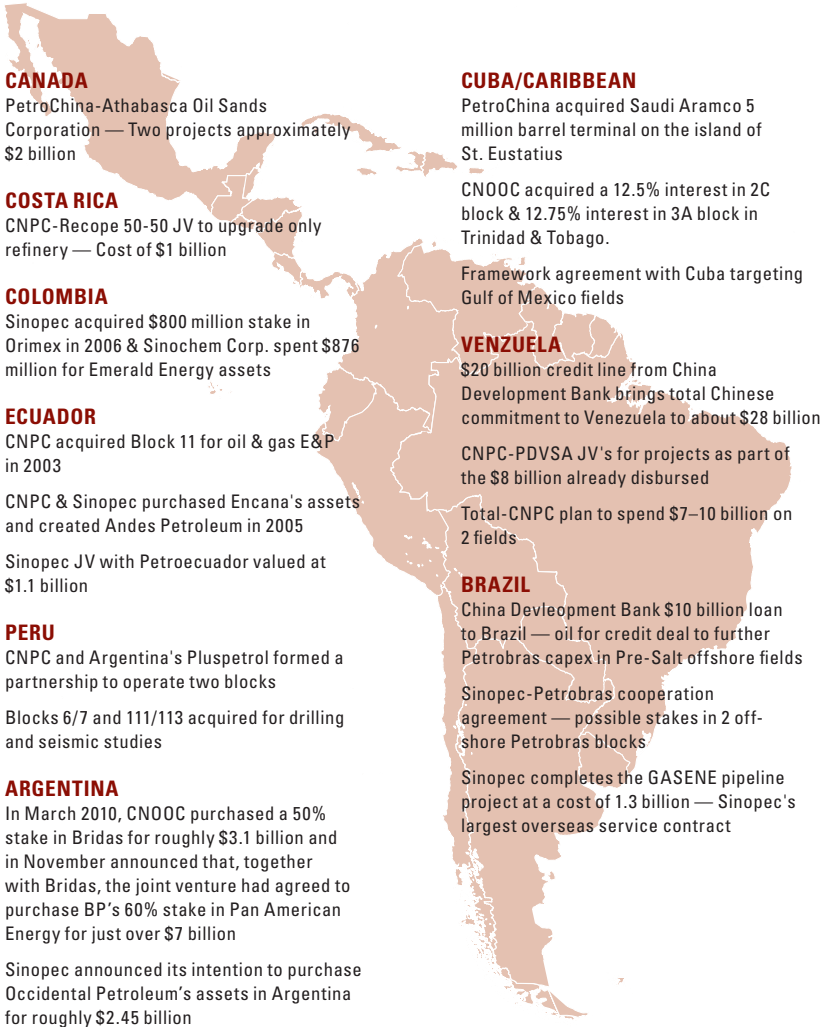 CANADA
PetroChina-Athabasca Oil Sands
Corporation — Two projects approximately
$2 billion
COSTA RICA
CNPC-Recope 50-50 JV to upgrade only
refinery — Cost of $1 billion
COLOMBIA
Sinopec acquired $800 million stake in
Orimex in 2006 & Sinochem Corp. spent $876
million for Emerald Energy assets
ECUADOR
CNPC acquired Block 11 for oil & gas E&P
in 2003
CNPC & Sinopec purchased Encana's assets
and created Andes Petroleum in 2005
Sinopec JV with Petroecuador valued at
$1.1 billion
PERU
CNPC and Argentina's Pluspetrol formed a
partnership to operate two blocks
Blocks 6/7 and 111/113 acquired for drilling
and seismic studies
ARGENTINA
In March 2010, CNOOC purchased a 50%
stake in Bridas for roughly $3.1 billion and
in November announced that, together
with Bridas, the joint venture had agreed to
purchase BP’s 60% stake in Pan American
Energy for just over $7 billion
Sinopec announced its intention to purchase
Occidental Petroleum’s assets in Argentina
for roughly $2.45 billion
CUBA/CARIBBEAN
PetroChina acquired Saudi Aramco 5
million barrel terminal on the island of
St. Eustatius
CNOOC acquired a 12.5% interest in 2C
block & 12.75% interest in 3A block in
Trinidad & Tobago.
Framework agreement with Cuba targeting
Gulf of Mexico fields
VENZUELA
$20 billion credit line from China
Development Bank brings total Chinese
commitment to Venezuela to about $28 billion
CNPC-PDVSA JV's for projects as part of
the $8 billion already disbursed
Total-CNPC plan to spend $7–10 billion on
2 fields
BRAZIL
China Devleopment Bank $10 billion loan
to Brazil — oil for credit deal to further
Petrobras capex in Pre-Salt offshore fields
Sinopec-Petrobras cooperation
agreement — possible stakes in 2 off-
shore Petrobras blocks
Sinopec completes the GASENE pipeline
project at a cost of 1.3 billion — Sinopec's
largest overseas service contract